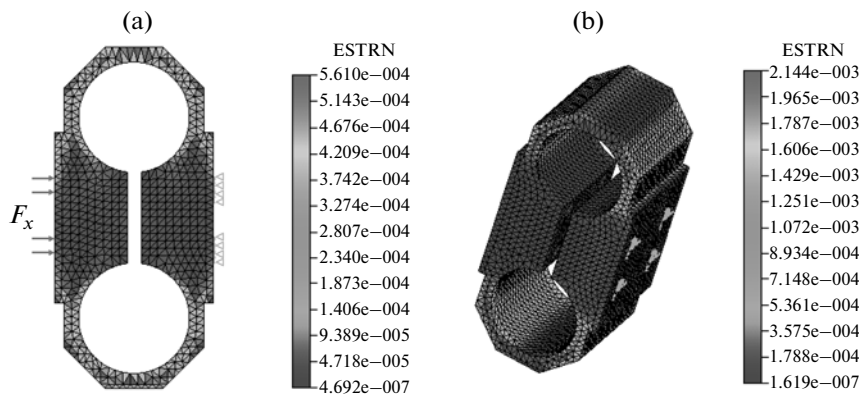 (a)
ESTRN
5.610e−004
5.143e−004
4.676e−004
4.209e−004
3.742e−004
3.274e−004
2.807e−004
2.340e−004
1.873e−004
1.406e−004
9.389e−005
4.718e−005
4.692e−007
Fx
(b)
ESTRN
2.144e−003
1.965e−003
1.787e−003
1.606e−003
1.429e−003
1.251e−003
1.072e−003
8.934e−004
7.148e−004
5.361e−004
3.575e−004
1.788e−004
1.619e−007